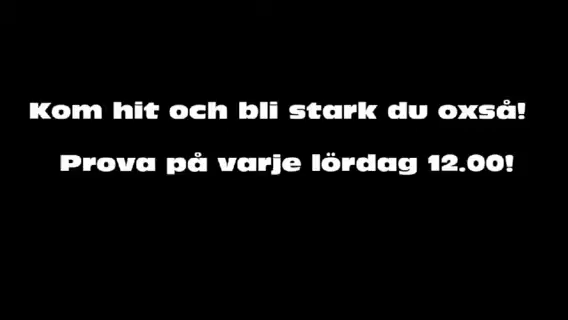 Kom hit och bli stark du oxså!
Prova på varje lördag 12.00!